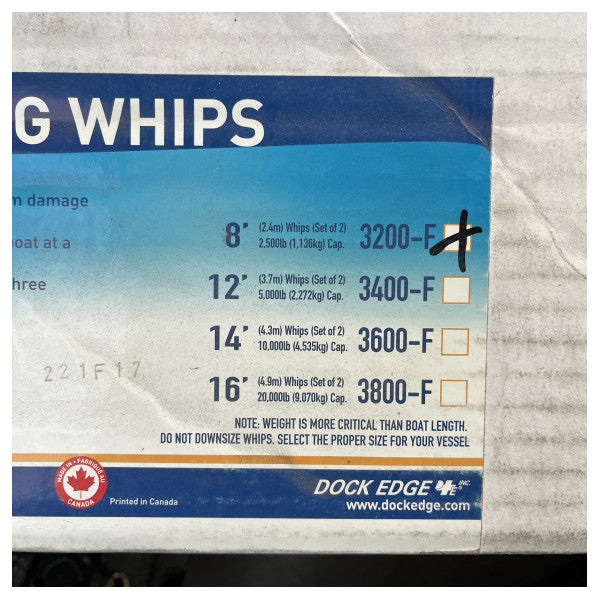 G WHIPS
m damage
boat at a
three
8' (2.4m) Whips (Set of 2) 2.500lb (1,136kg) Cap. 3200-F
12' (3.7m) Whips (Set of 2) 5,000lb (2,272kg) Cap. 3400-F
14' (4.3m) Whips (Set of 2) 10,000lb (4,535kg) Cap. 3600-F
16' (4.9m) Whips (Set of 2) 20,000lb (9,070kg) Cap. 3800-F
221F17
NOTE: WEIGHT IS MORE CRITICAL THAN BOAT LENGTH.
DO NOT DOWNSIZE WHIPS. SELECT THE PROPER SIZE FOR YOUR VESSEL
MADE IN • FABRIQUÉ AU
CANADA
Printed in Canada
DOCK EDGE INC.
www.dockedge.com